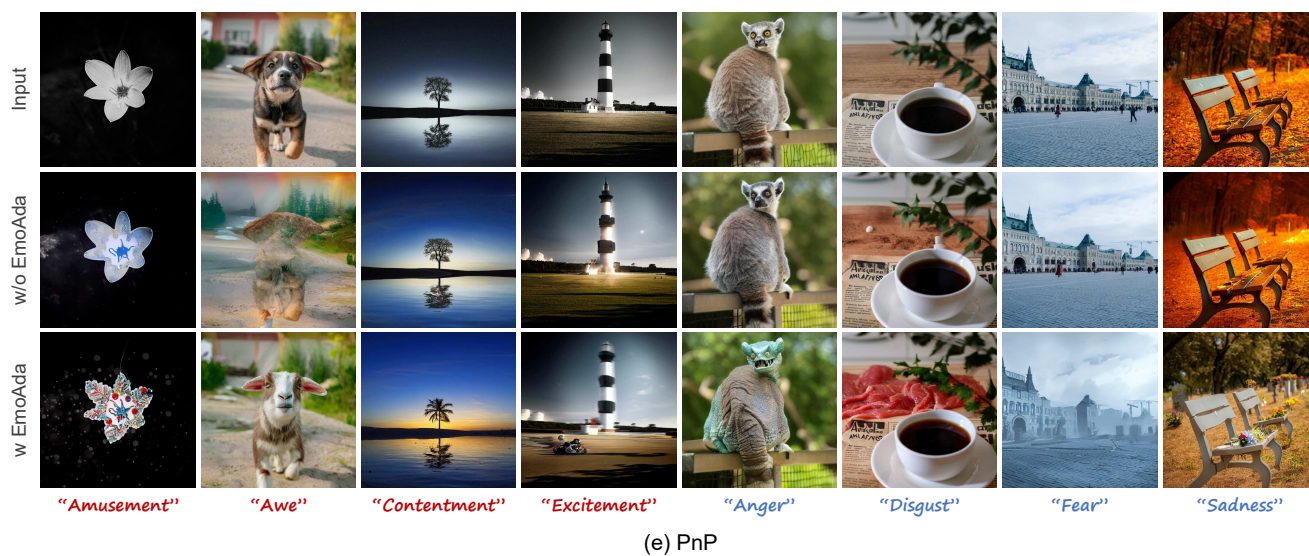 Input
w/o EmoAda
w EmoAda
“Amusement”
“Awe”
“Contentment”
“Excitement”
“Anger”
“Disgust”
“Fear”
“Sadness”
(e) PnP